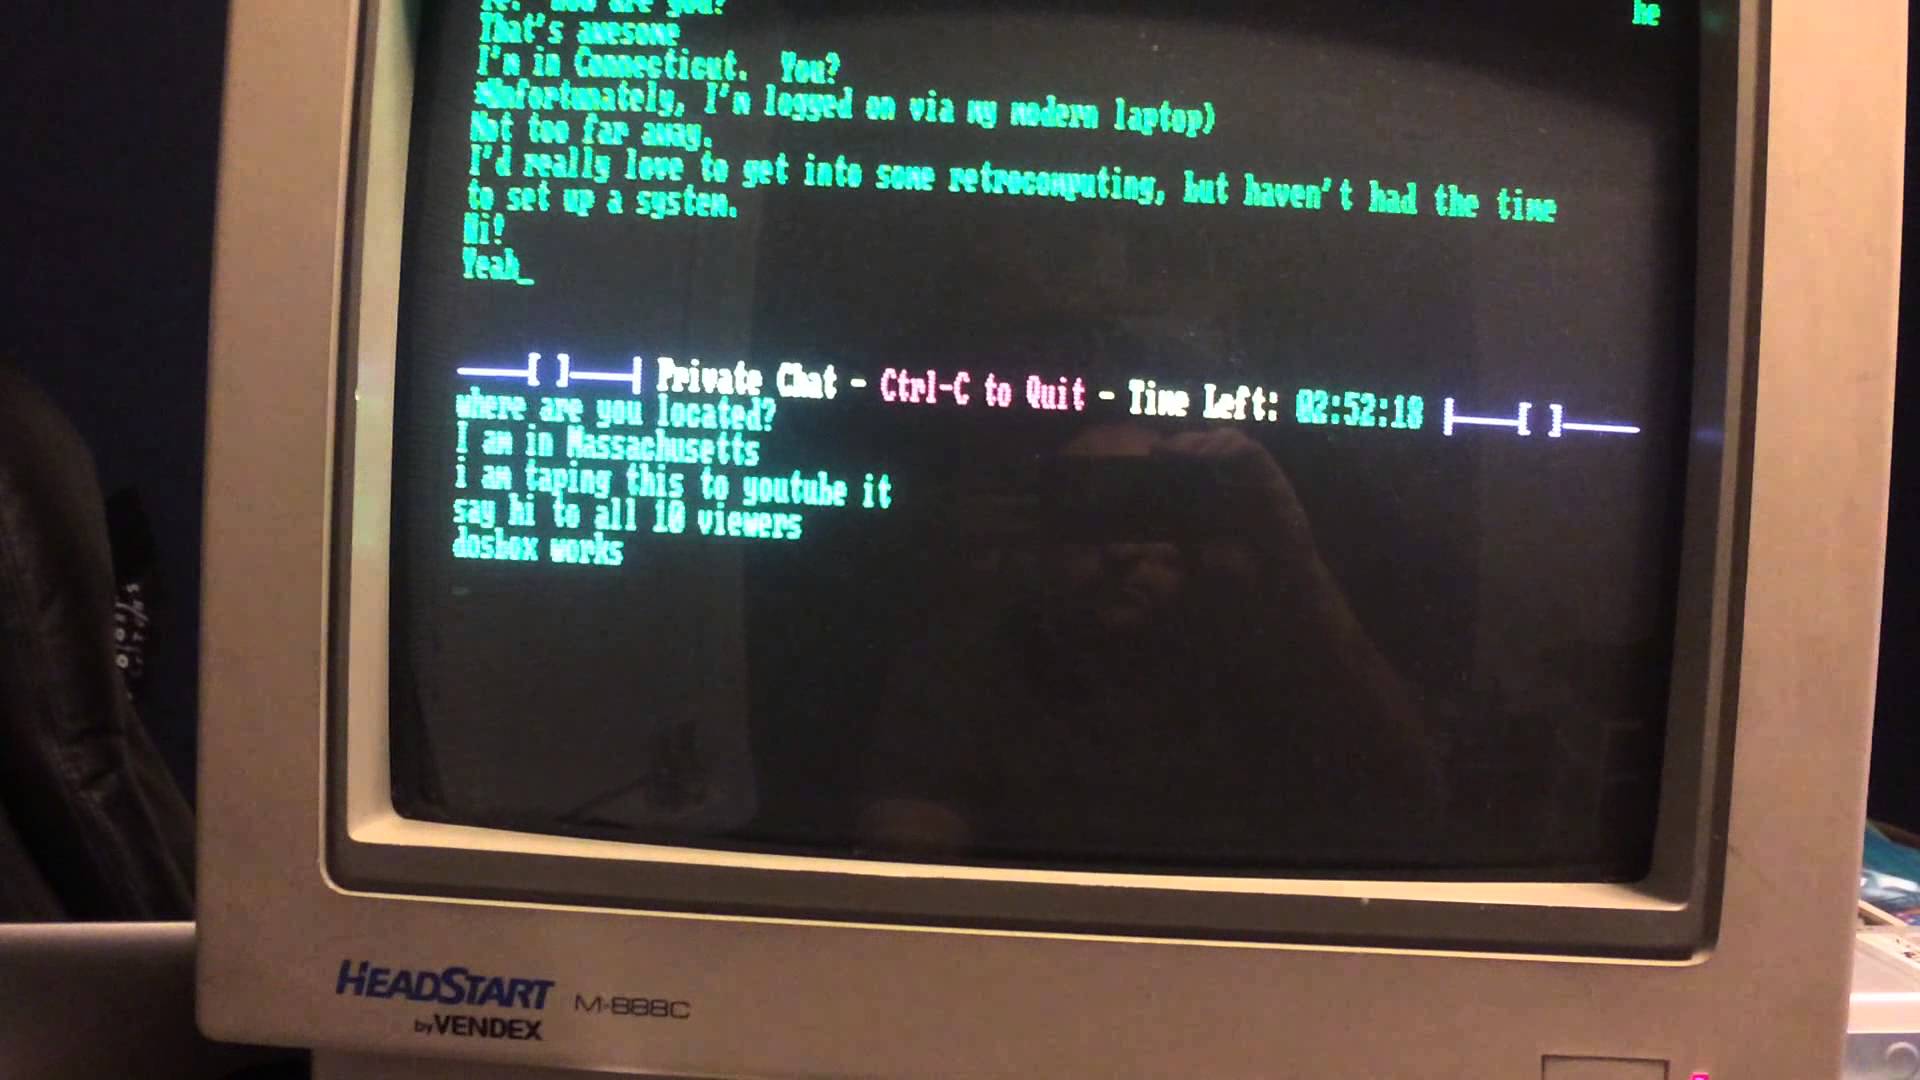 he
are you?
That's awesome
I'm in Connecticut. You?
*Unfortunately, I'm logged on via my modern laptop)
Not too far away.
I'd really love to get into some retrocomputing, but haven't had the time
to set up a system.
Hi!
Yeah_
[ ] Private Chat - Ctrl-C to Quit - Time Left: 02:52:18 [ ]
where are you located?
I am in Massachusetts
i am taping this to youtube it
say hi to all 10 viewers
dosbox works
HEADSTART M-888C
by VENDEX